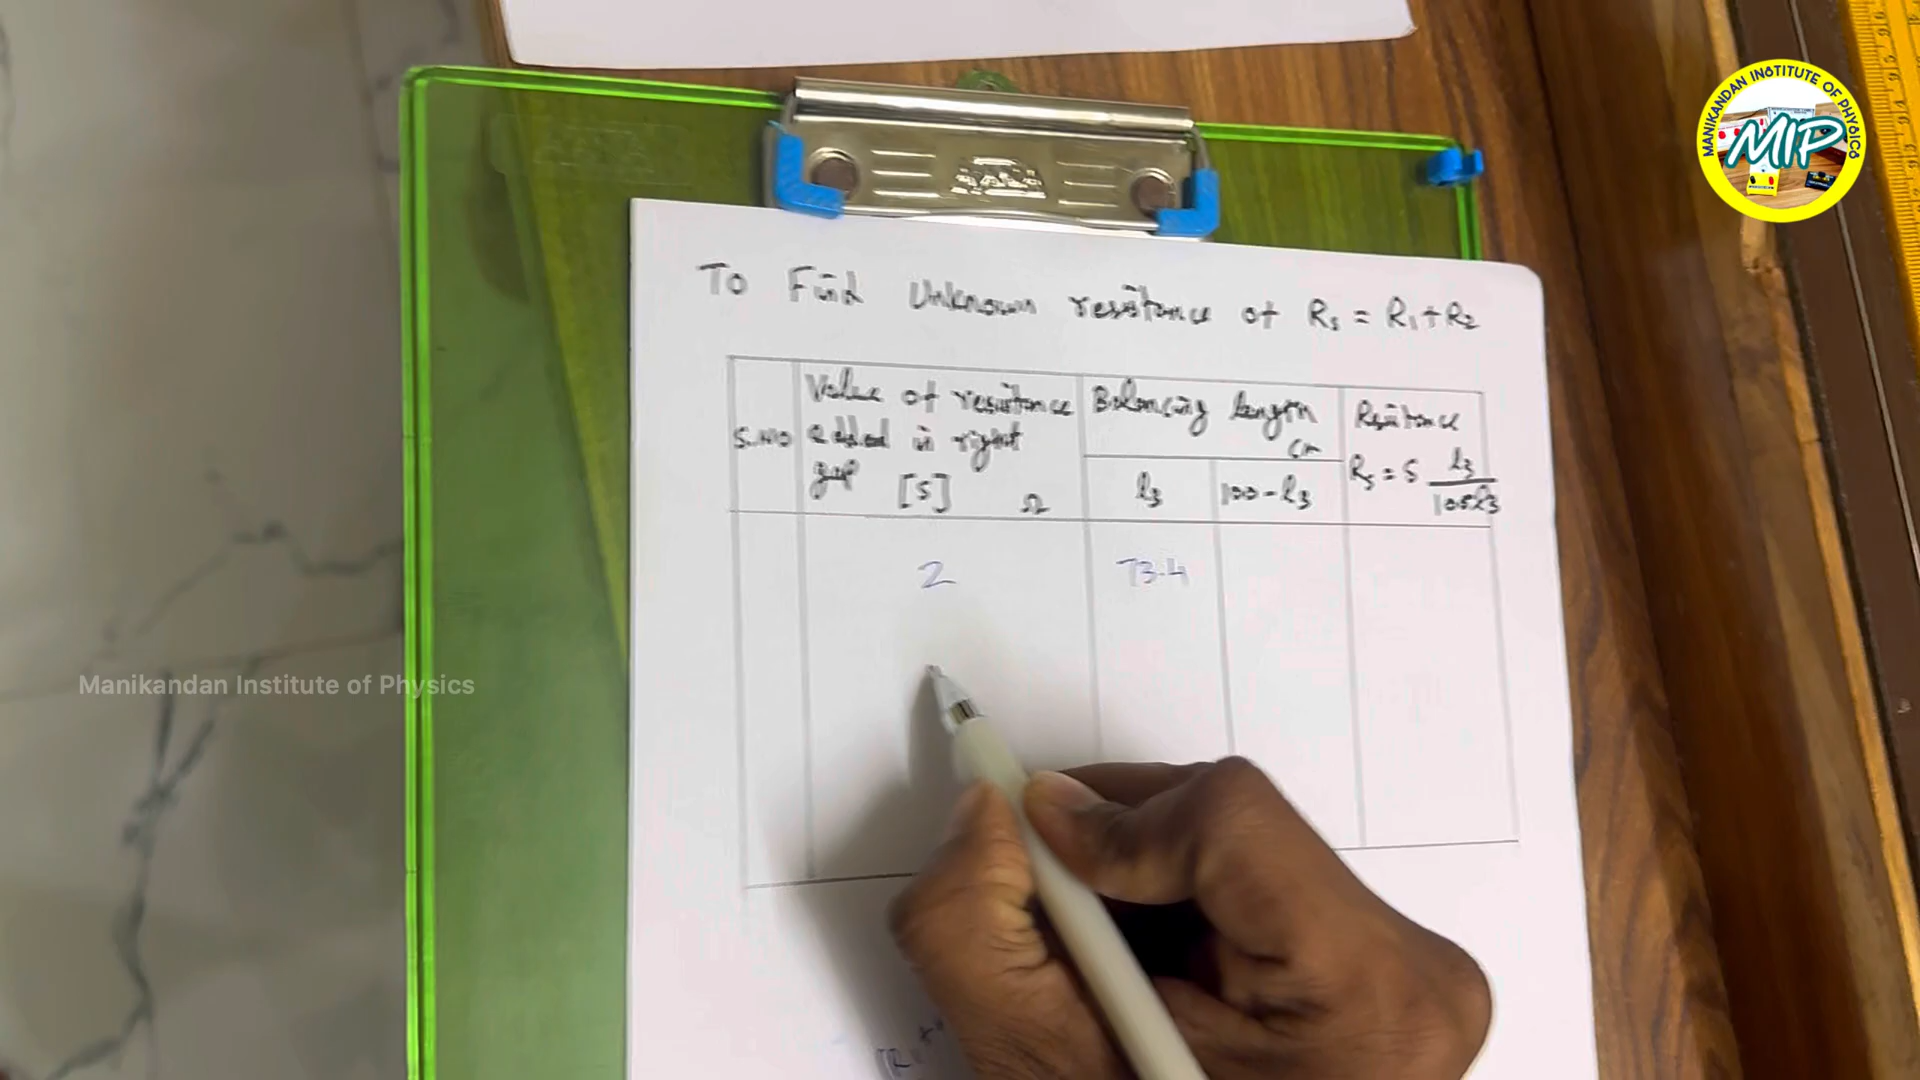 MANIKANDAN INSTITUTE OF PHYSICS
MIP
To Find Unknown resistance of Rs = R1 + R2
S.NO
Value of resistance
added in right
gap [S] Ω
Balancing length
cm
l3
100-l3
Resistance
Rs = S l3
100-l3
2
73.4
Manikandan Institute of Physics